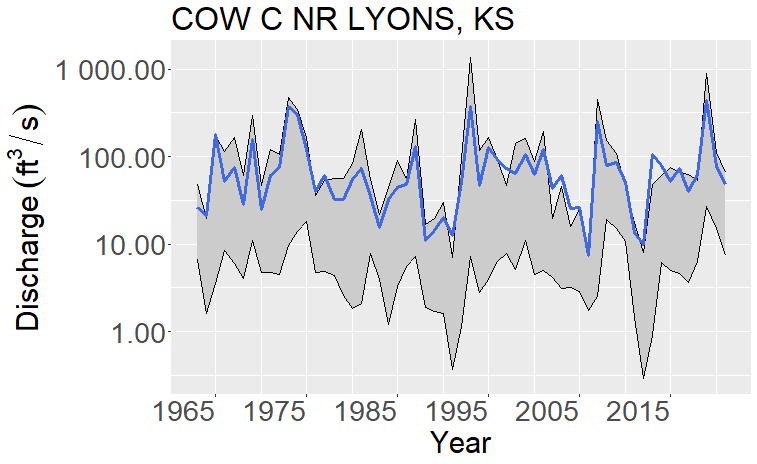 COW C NR LYONS, KS
Discharge (ft³/s)
1 000.00
100.00
10.00
1.00
1965 1975 1985 1995 2005 2015
Year